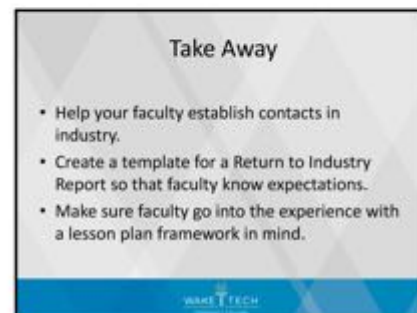 Take Away
• Help your faculty establish contacts in
industry.
• Create a template for a Return to Industry
Report so that faculty know expectations.
• Make sure faculty go into the experience with
a lesson plan framework in mind.
WAKE TECH